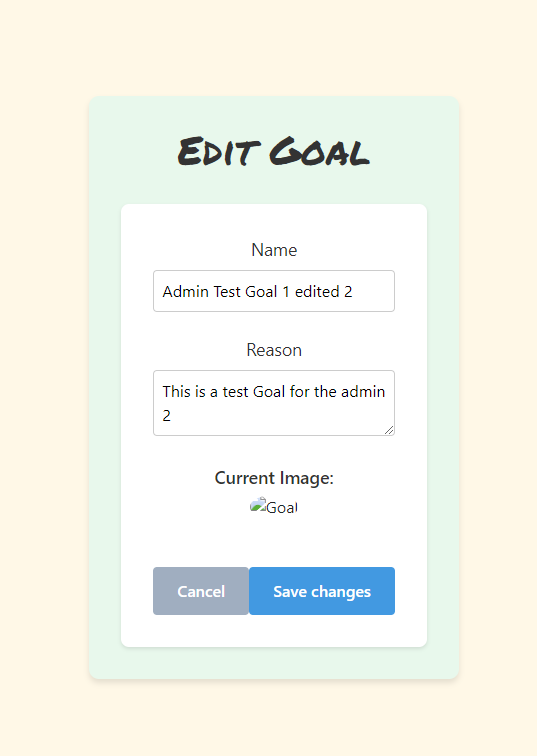 Edit Goal
Name
Admin Test Goal 1 edited 2
Reason
This is a test Goal for the admin
2
Current Image:
Goal
Cancel
Save changes